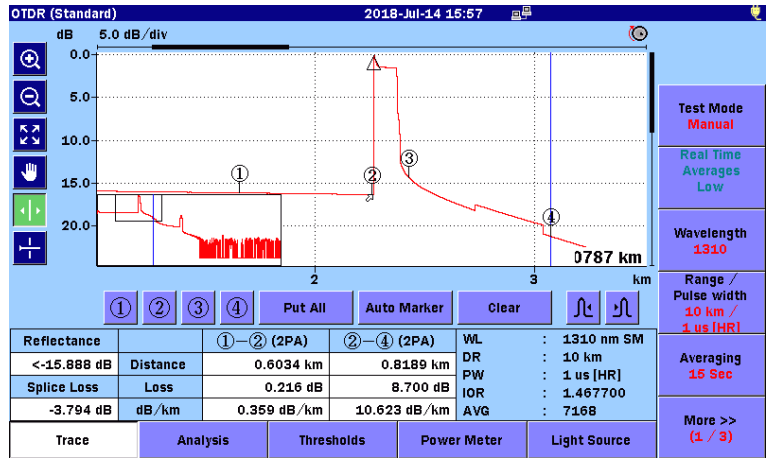 OTDR (Standard) 2018-Jul-14 15:57
dB 5.0 dB/div
0.0
5.0
10.0
15.0
20.0
① ② ③ ④
0787 km
2 3 km
Test Mode
Manual
Real Time
Averages
Low
Wavelength
1310
Range /
Pulse width
10 km /
1 us [HR]
Averaging
15 Sec
More >>
(1 / 3)
① ② ③ ④ Put All Auto Marker Clear
Reflectance ①—② (2PA) ②—④ (2PA)
<-15.888 dB Distance 0.6034 km 0.8189 km
Splice Loss Loss 0.216 dB 8.700 dB
-3.794 dB dB/km 0.359 dB/km 10.623 dB/km
WL : 1310 nm SM
DR : 10 km
PW : 1 us [HR]
IOR : 1.467700
AVG : 7168
Trace Analysis Thresholds Power Meter Light Source